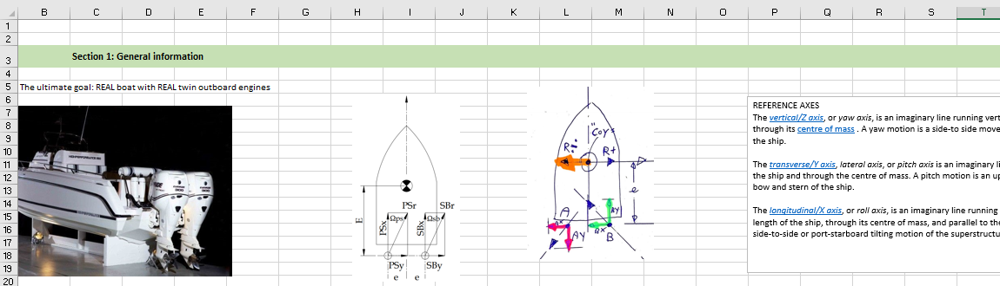 B C D E F G H I J K L M N O P Q R S T
1
2
3 Section 1: General information
4
5 The ultimate goal: REAL boat with REAL twin outboard engines
6
7
8
9
10
11
12
13
14
15
16
17
18
19
20
300
300
PSr
SBr
E
PSx
Ωps
SBx
Ωsb
PSy
SBy
e
e
"COYs
Ri
R+
e
A
AY
BX
BY
B
REFERENCE AXES
The vertical/Z axis, or yaw axis, is an imaginary line running vert
through its centre of mass . A yaw motion is a side-to side move
the ship.
The transverse/Y axis, lateral axis, or pitch axis is an imaginary li
the ship and through the centre of mass. A pitch motion is an up
bow and stern of the ship.
The longitudinal/X axis, or roll axis, is an imaginary line running
length of the ship, through its centre of mass, and parallel to the
side-to-side or port-starboard tilting motion of the superstructu